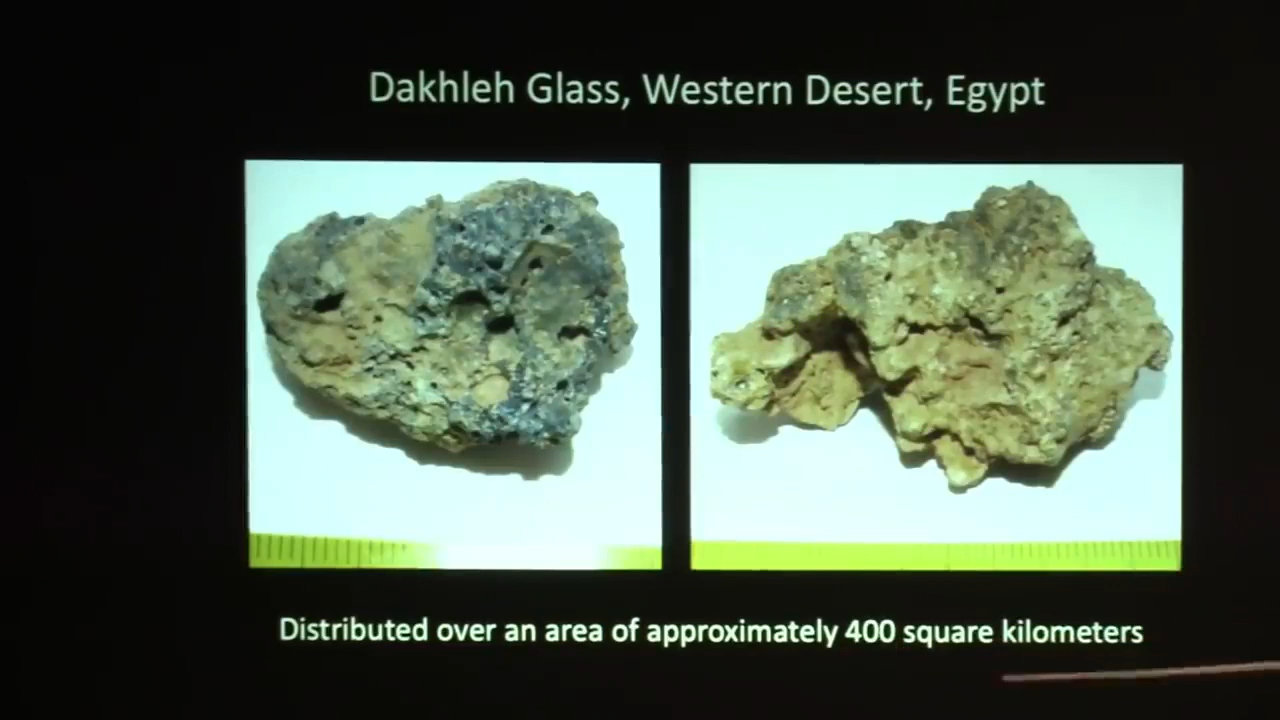 Dakhleh Glass, Western Desert, Egypt
Distributed over an area of approximately 400 square kilometers